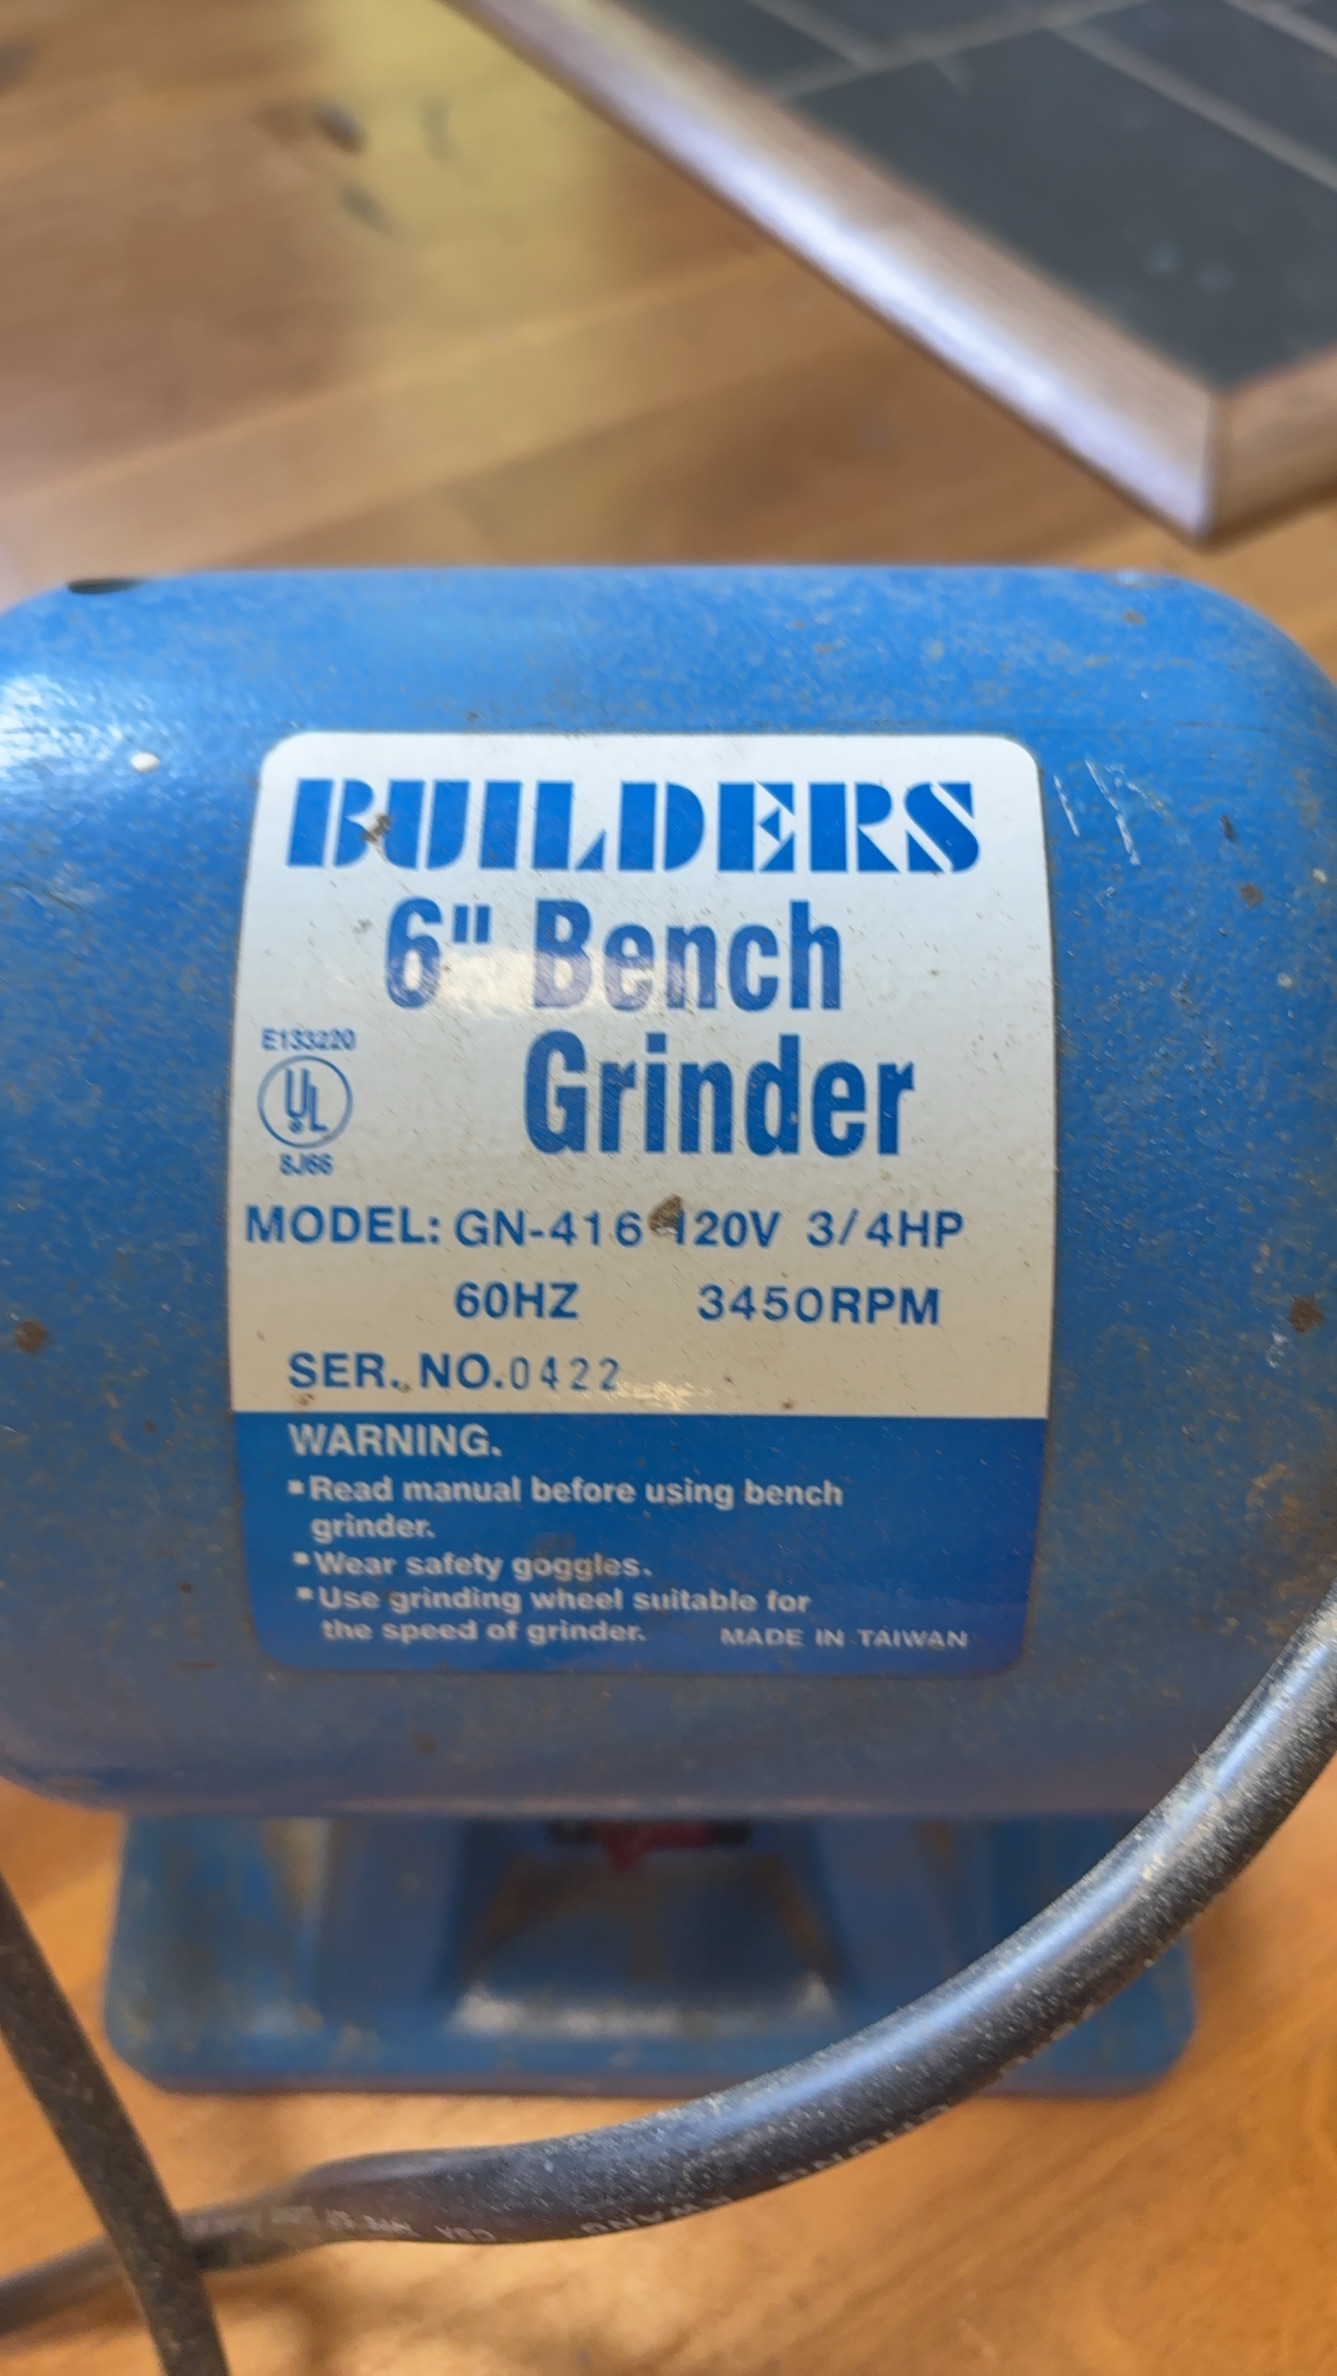 BUILDERS
6" Bench
Grinder
E133220
UL
8J66
MODEL: GN-416 120V 3/4HP
60HZ 3450RPM
SER. NO.0422
WARNING.
▪Read manual before using bench
grinder.
▪Wear safety goggles.
▪Use grinding wheel suitable for
the speed of grinder.
MADE IN TAIWAN
CSA